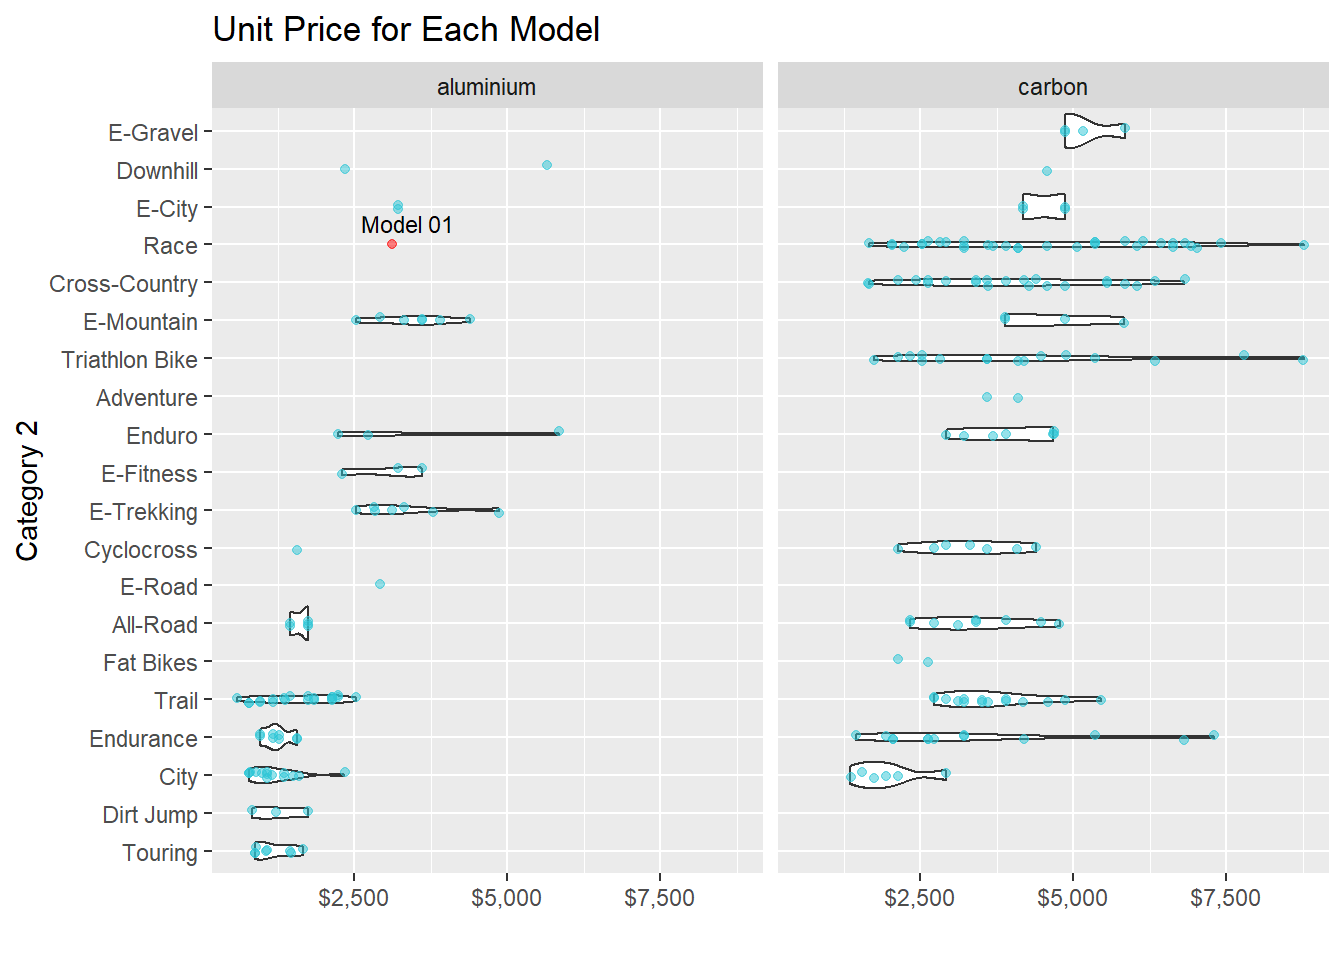 Unit Price for Each Model
aluminium
carbon
Category 2
E-Gravel
Downhill
E-City
Model 01
Race
Cross-Country
E-Mountain
Triathlon Bike
Adventure
Enduro
E-Fitness
E-Trekking
Cyclocross
E-Road
All-Road
Fat Bikes
Trail
Endurance
City
Dirt Jump
Touring
$2,500 $5,000 $7,500
$2,500 $5,000 $7,500